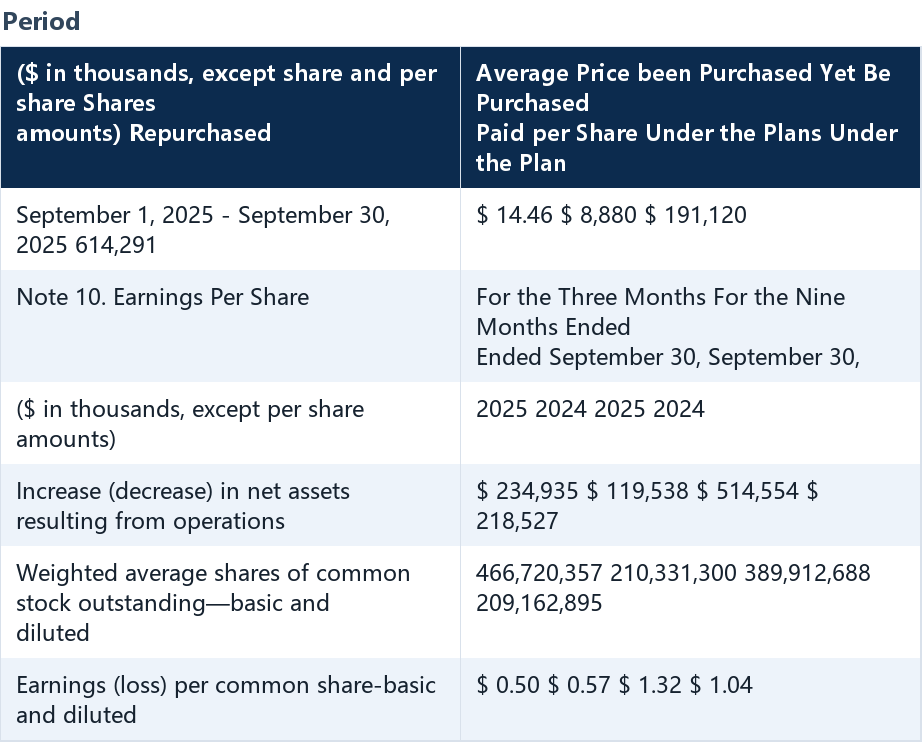 Period
($ in thousands, except share and per
share Shares
amounts) Repurchased
Average Price been Purchased Yet Be
Purchased
Paid per Share Under the Plans Under
the Plan
September 1, 2025 - September 30,
2025 614,291
$ 14.46 $ 8,880 $ 191,120
Note 10. Earnings Per Share
For the Three Months For the Nine
Months Ended
Ended September 30, September 30,
($ in thousands, except per share
amounts)
2025 2024 2025 2024
Increase (decrease) in net assets
resulting from operations
$ 234,935 $ 119,538 $ 514,554 $
218,527
Weighted average shares of common
stock outstanding—basic and
diluted
466,720,357 210,331,300 389,912,688
209,162,895
Earnings (loss) per common share-basic
and diluted
$ 0.50 $ 0.57 $ 1.32 $ 1.04